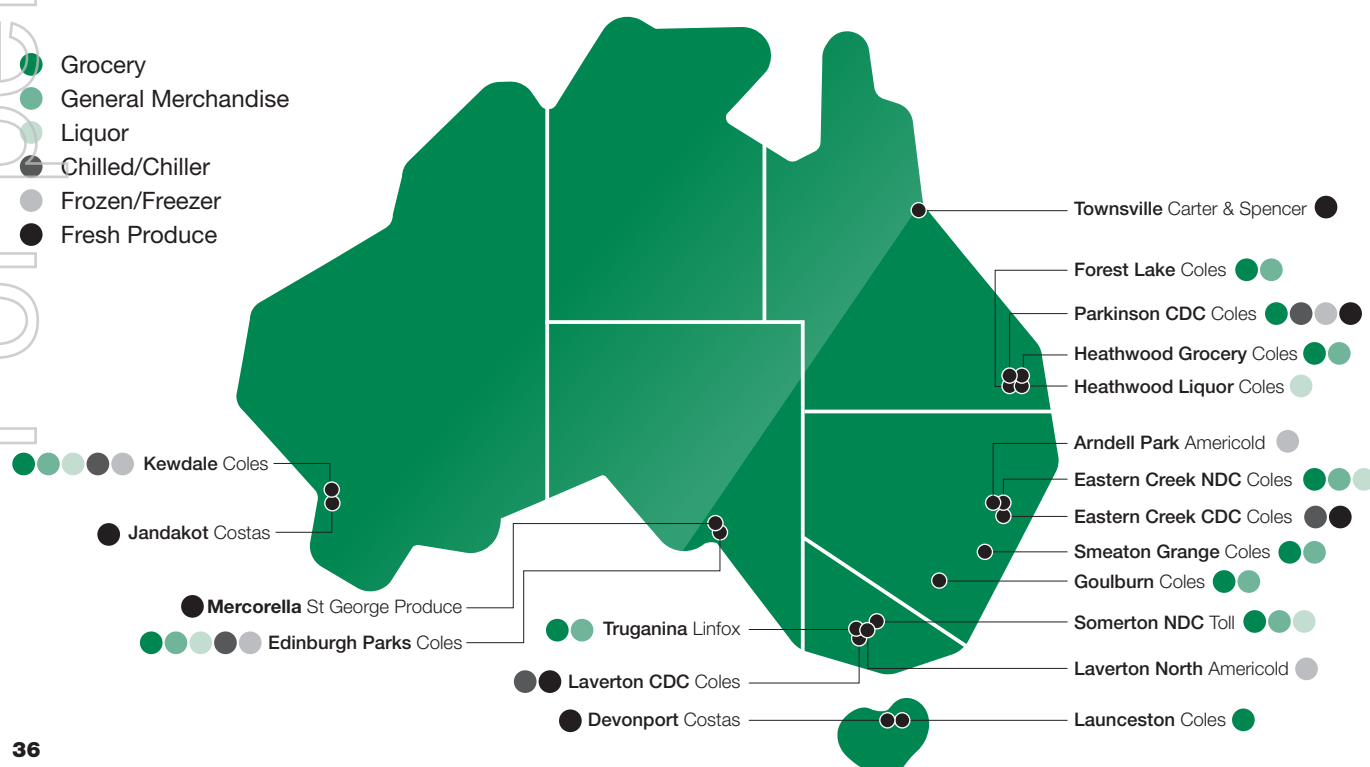 Grocery
General Merchandise
Liquor
Chilled/Chiller
Frozen/Freezer
Fresh Produce
Townsville Carter & Spencer
Forest Lake Coles
Parkinson CDC Coles
Heathwood Grocery Coles
Heathwood Liquor Coles
Arndell Park Americold
Eastern Creek NDC Coles
Eastern Creek CDC Coles
Smeaton Grange Coles
Goulburn Coles
Somerton NDC Toll
Laverton North Americold
Launceston Coles
Kewdale Coles
Jandakot Costas
Mercorella St George Produce
Edinburgh Parks Coles
Truganina Linfox
Laverton CDC Coles
Devonport Costas
36